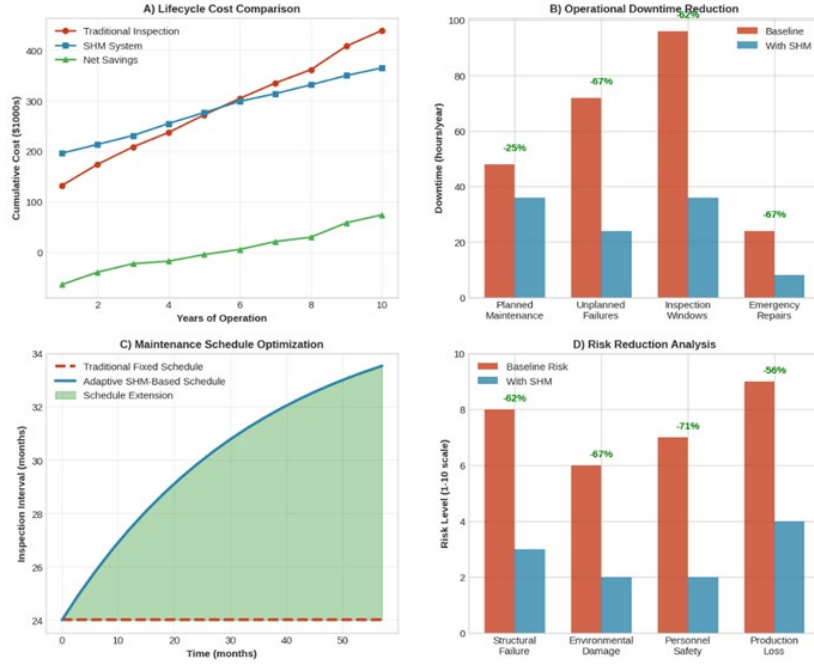 A) Lifecycle Cost Comparison
Traditional Inspection
SHM System
Net Savings
Cumulative Cost ($1000s)
400
300
200
100
0
2 4 6 8 10
Years of Operation
B) Operational Downtime Reduction
-62%
Baseline
With SHM
-67%
-25%
-67%
Downtime (hours/year)
100
80
60
40
20
0
Planned Maintenance
Unplanned Failures
Inspection Windows
Emergency Repairs
C) Maintenance Schedule Optimization
Traditional Fixed Schedule
Adaptive SHM-Based Schedule
Schedule Extension
Inspection Interval (months)
34
32
30
28
26
24
0 10 20 30 40 50
Time (months)
D) Risk Reduction Analysis
Baseline Risk
With SHM
-62%
-67%
-71%
-56%
Risk Level (1-10 scale)
10
8
6
4
2
0
Structural Failure
Environmental Damage
Personnel Safety
Production Loss